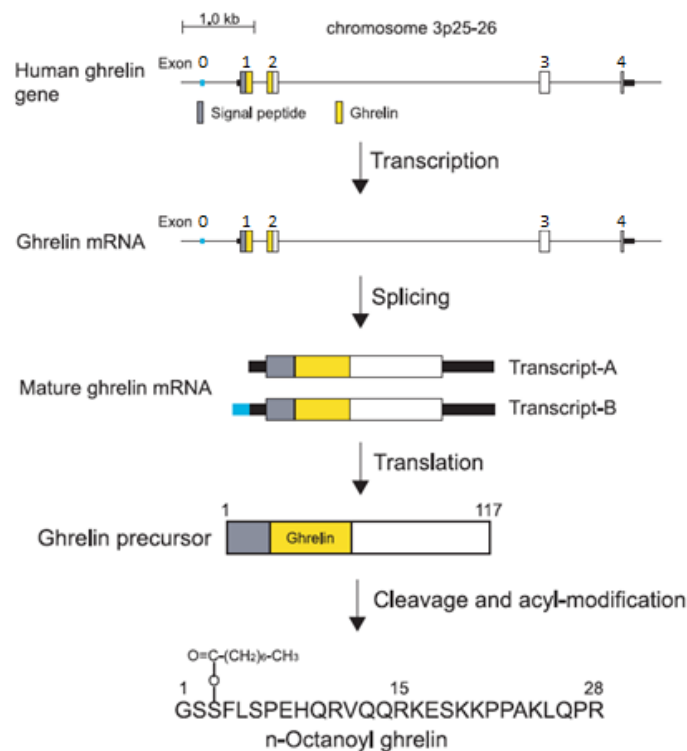 1.0 kb
chromosome 3p25-26
Human ghrelin gene
Exon 0 1 2 3 4
Signal peptide
Ghrelin
Transcription
Exon 0 1 2 3 4
Ghrelin mRNA
Splicing
Transcript-A
Mature ghrelin mRNA
Transcript-B
Translation
1 117
Ghrelin precursor
Ghrelin
Cleavage and acyl-modification
O=C-(CH₂)₆-CH₃
O
1 15 28
GSSFLSPEHQRVQQRKESKKPPAKLQPR
n-Octanoyl ghrelin